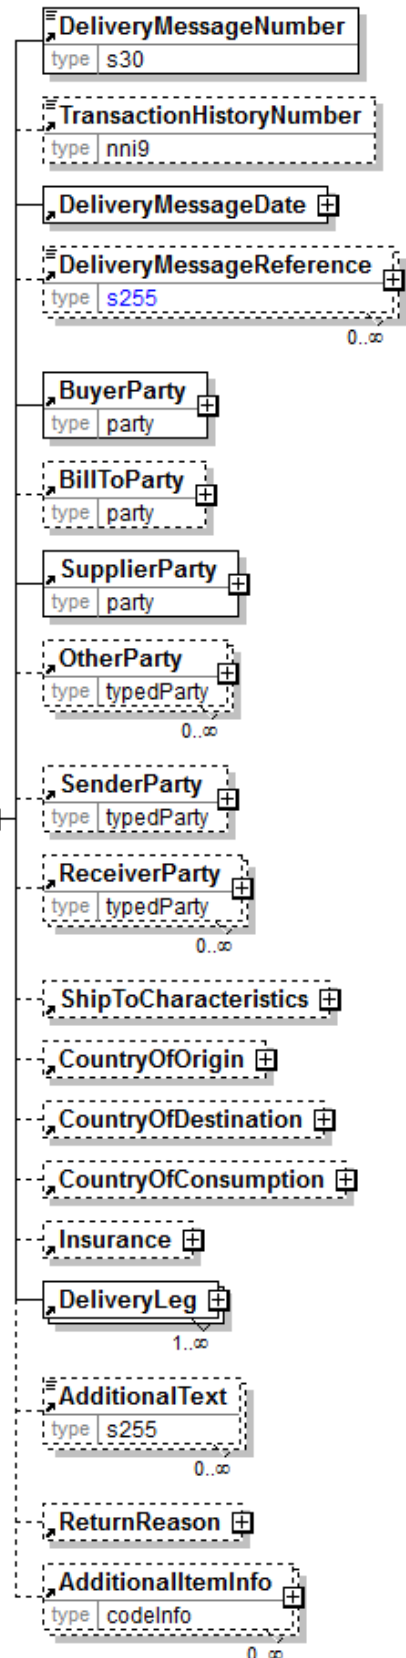 DeliveryMessageNumber
type s30
TransactionHistoryNumber
type nni9
DeliveryMessageDate
DeliveryMessageReference
type s255
0..∞
BuyerParty
type party
BillToParty
type party
SupplierParty
type party
OtherParty
type typedParty
0..∞
SenderParty
type typedParty
ReceiverParty
type typedParty
0..∞
ShipToCharacteristics
CountryOfOrigin
CountryOfDestination
CountryOfConsumption
Insurance
DeliveryLeg
1..∞
AdditionalText
type s255
0..∞
ReturnReason
AdditionalItemInfo
type codeInfo
0..∞